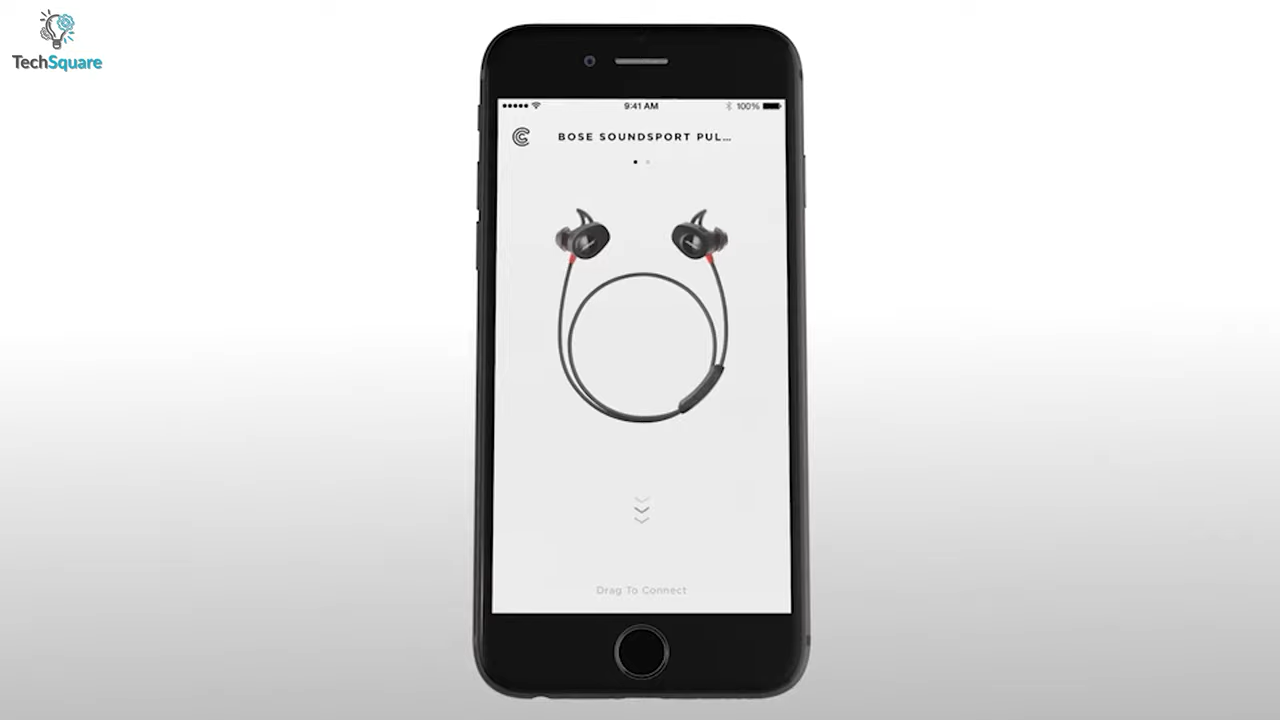 TechSquare
9:41 AM
100%
BOSE SOUNDSPORT PUL...
Drag To Connect